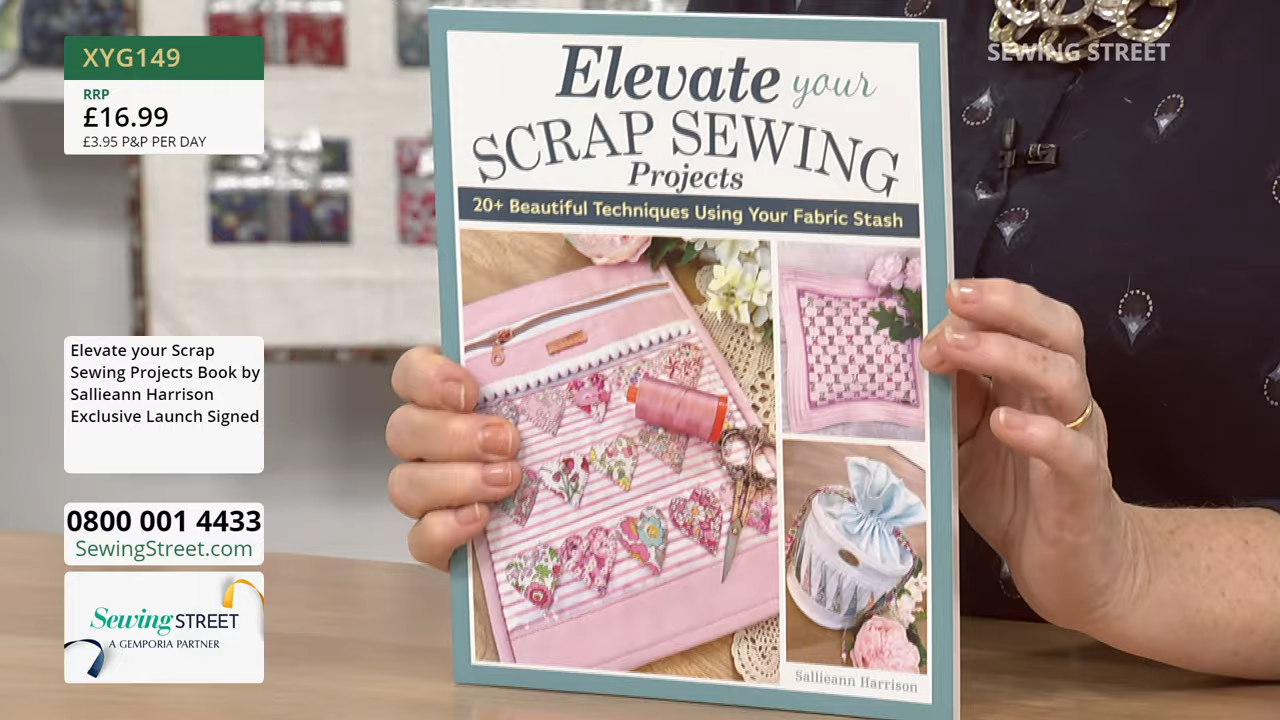 XYG149
RRP
£16.99
£3.95 P&P PER DAY
Elevate your Scrap
Sewing Projects Book by
Sallieann Harrison
Exclusive Launch Signed
0800 001 4433
SewingStreet.com
Sewing STREET
A GEMPORIA PARTNER
SEWING STREET
Elevate your
SCRAP SEWING
Projects
20+ Beautiful Techniques Using Your Fabric Stash
Sallieann Harrison